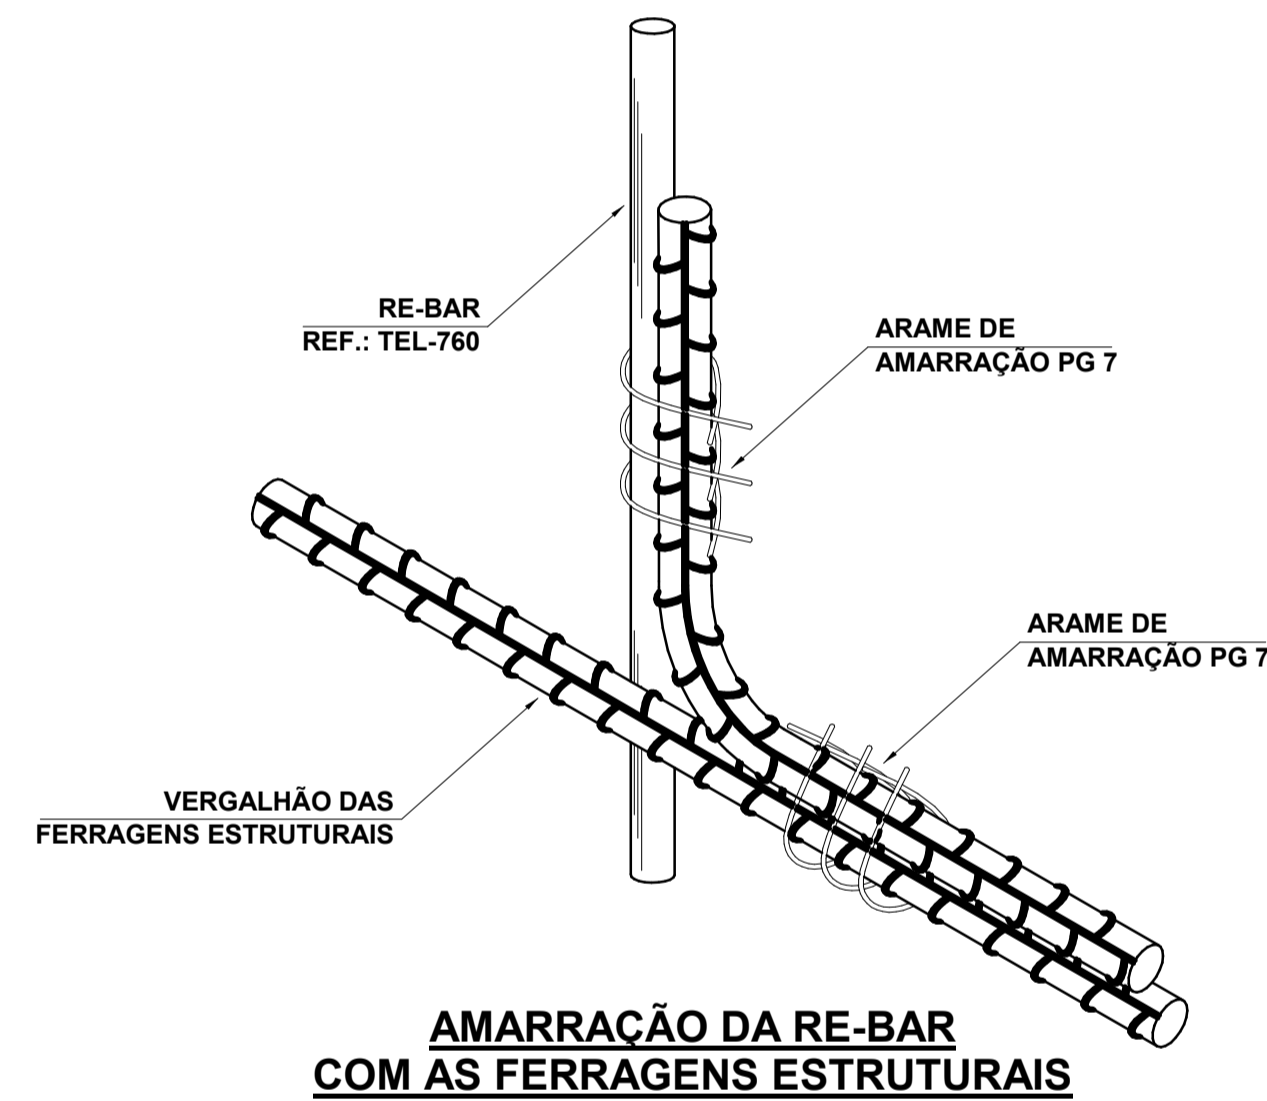 RE-BAR
REF.: TEL-760
ARAME DE
AMARRAÇÃO PG 7
ARAME DE
AMARRAÇÃO PG 7
VERGALHÃO DAS
FERRAGENS ESTRUTURAIS
AMARRAÇÃO DA RE-BAR
COM AS FERRAGENS ESTRUTURAIS